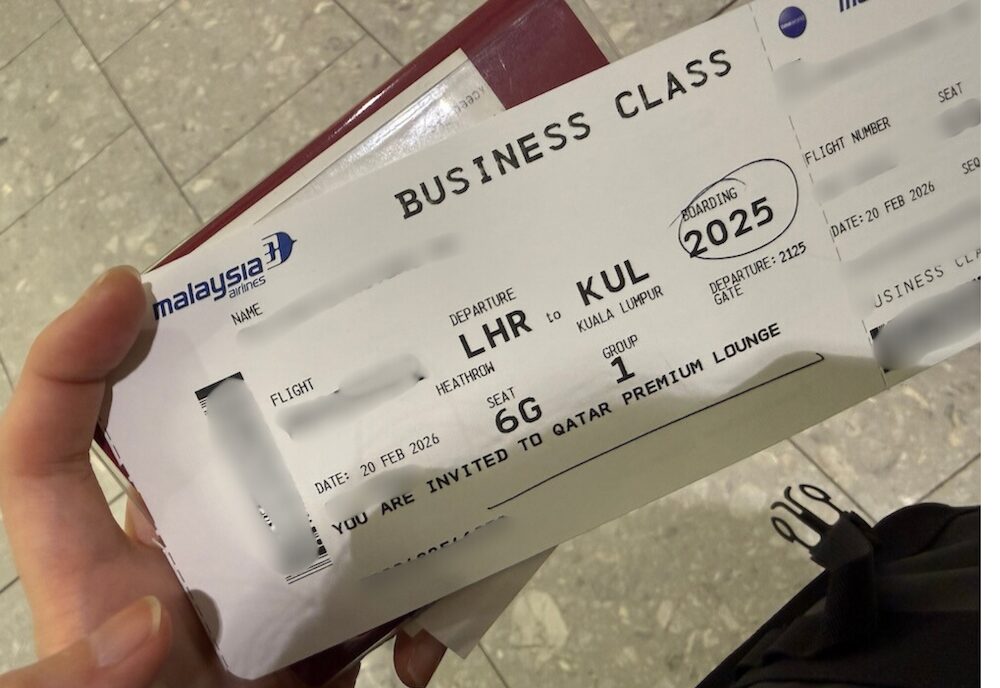 BUSINESS CLASS
malaysia
airlines
NAME
DEPARTURE
LHR to KUL
HEATHROW
KUALA LUMPUR
BOARDING
2025
DEPARTURE: 2125
GATE
FLIGHT
DATE: 20 FEB 2026
SEAT
6G
GROUP
1
YOU ARE INVITED TO QATAR PREMIUM LOUNGE
SEAT
FLIGHT NUMBER
SEQ
DATE: 20 FEB 2026
USINESS CLA